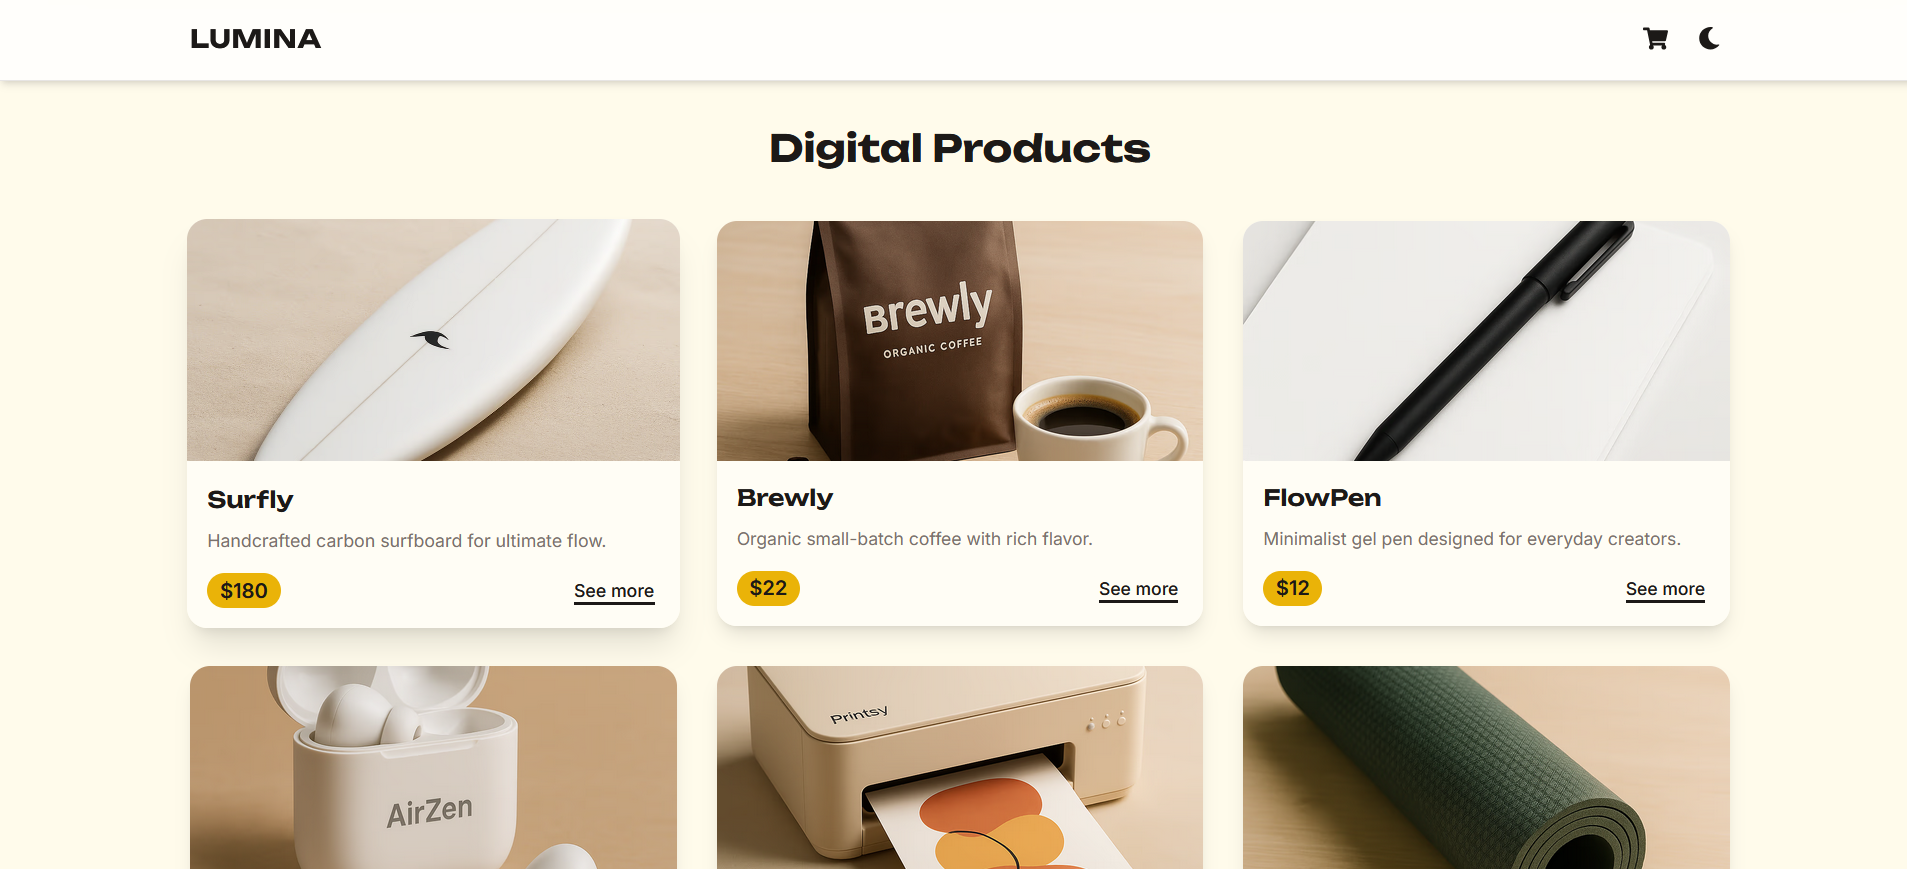 LUMINA
Digital Products
Brewly
ORGANIC COFFEE
Surfly
Handcrafted carbon surfboard for ultimate flow.
$180
See more
Brewly
Organic small-batch coffee with rich flavor.
$22
See more
FlowPen
Minimalist gel pen designed for everyday creators.
$12
See more
AirZen
Printsy